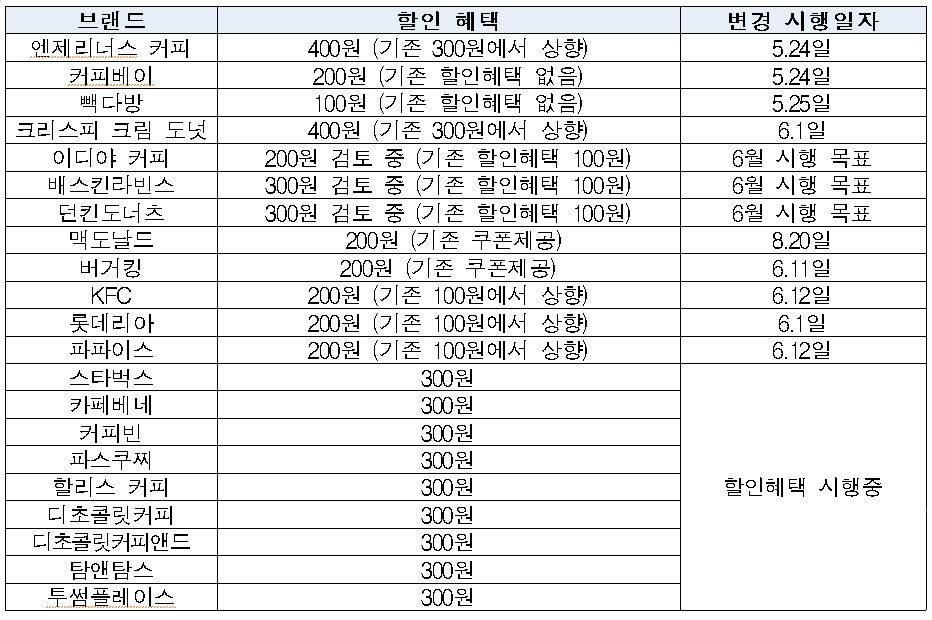 브랜드 할인 혜택 변경 시행일자
엔제리너스 커피 400원 (기존 300원에서 상향) 5.24일
커피베이 200원 (기존 할인혜택 없음) 5.24일
빽다방 100원 (기존 할인혜택 없음) 5.25일
크리스피 크림 도넛 400원 (기존 300원에서 상향) 6.1일
이디야 커피 200원 검토 중 (기존 할인혜택 100원) 6월 시행 목표
배스킨라빈스 300원 검토 중 (기존 할인혜택 100원) 6월 시행 목표
던킨도너츠 300원 검토 중 (기존 할인혜택 100원) 6월 시행 목표
맥도날드 200원 (기존 쿠폰제공) 8.20일
버거킹 200원 (기존 쿠폰제공) 6.11일
KFC 200원 (기존 100원에서 상향) 6.12일
롯데리아 200원 (기존 100원에서 상향) 6.1일
파파이스 200원 (기존 100원에서 상향) 6.12일
스타벅스 300원
카페베네 300원
커피빈 300원
파스쿠찌 300원
할리스 커피 300원 할인혜택 시행중
디초콜릿커피 300원
디초콜릿커피앤드 300원
탐앤탐스 300원
투썸플레이스 300원